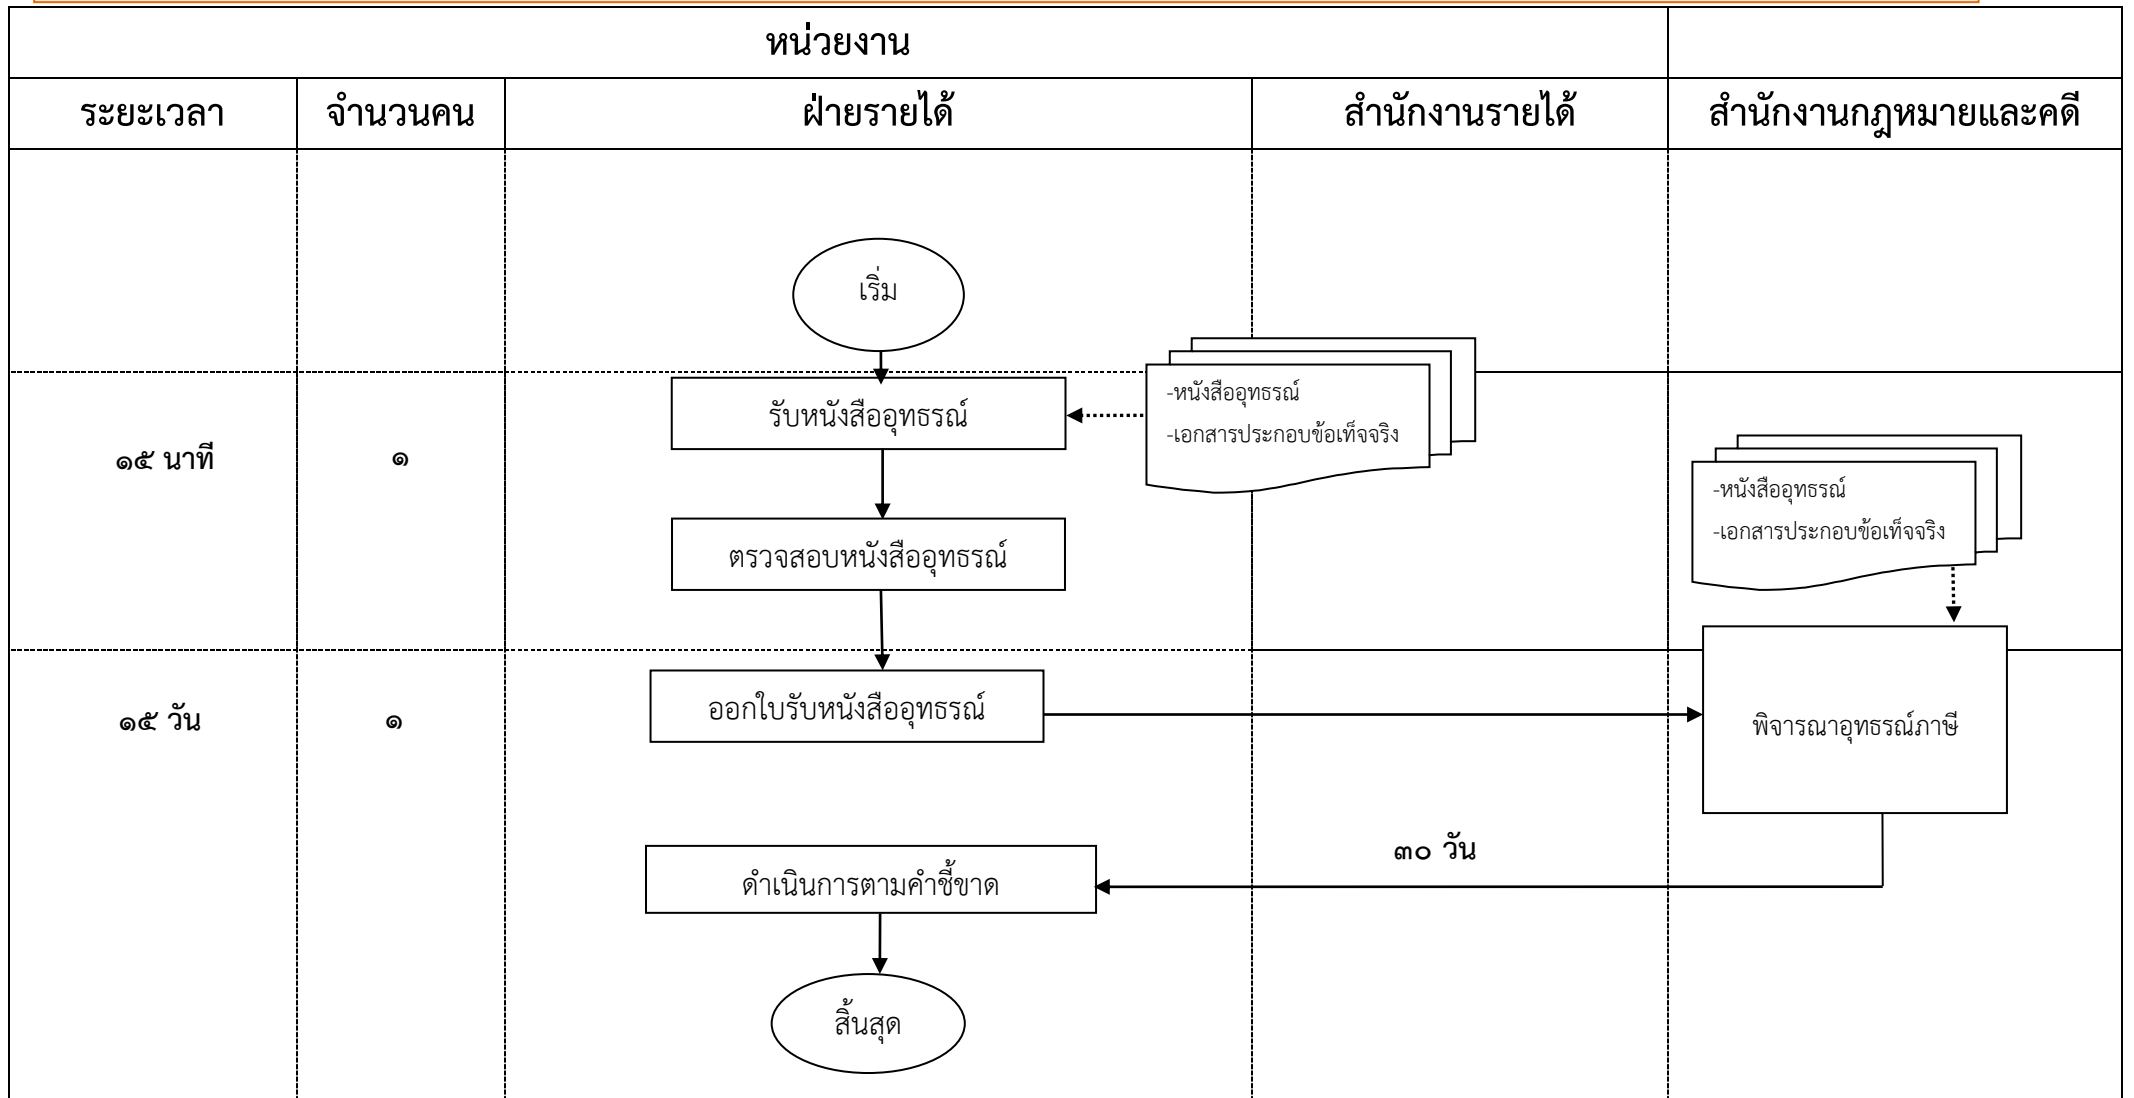 หน่วยงาน
ระยะเวลา
จำนวนคน
ฝ่ายรายได้
สำนักงานรายได้
สำนักงานกฎหมายและคดี
เริ่ม
รับหนังสืออุทธรณ์
-หนังสืออุทธรณ์
-เอกสารประกอบข้อเท็จจริง
๑๕ นาที
๑
-หนังสืออุทธรณ์
-เอกสารประกอบข้อเท็จจริง
ตรวจสอบหนังสืออุทธรณ์
๑๕ วัน
๑
ออกใบรับหนังสืออุทธรณ์
พิจารณาอุทธรณ์ภาษี
๓๐ วัน
ดำเนินการตามคำชี้ขาด
สิ้นสุด